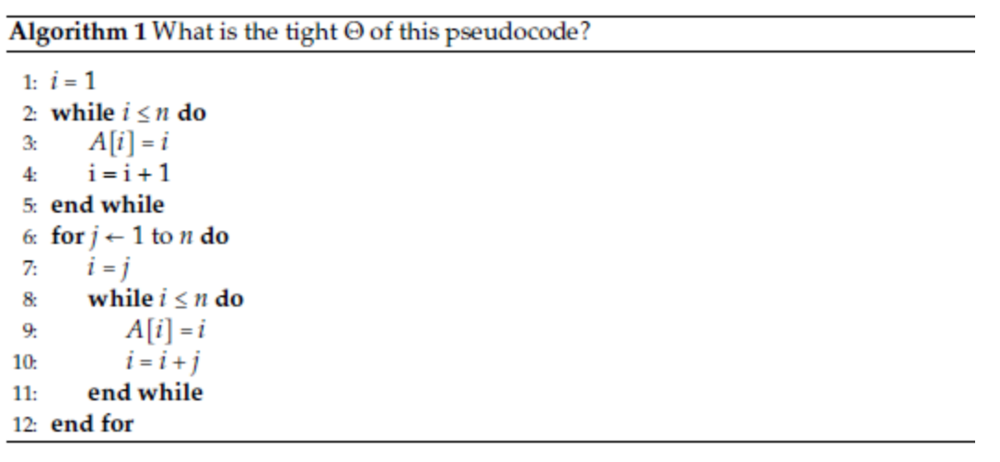 Algorithm 1 What is the tight Θ of this pseudocode?
1: i = 1
2: while i ≤ n do
3: A[i] = i
4: i = i + 1
5: end while
6: for j ← 1 to n do
7: i = j
8: while i ≤ n do
9: A[i] = i
10: i = i + j
11: end while
12: end for